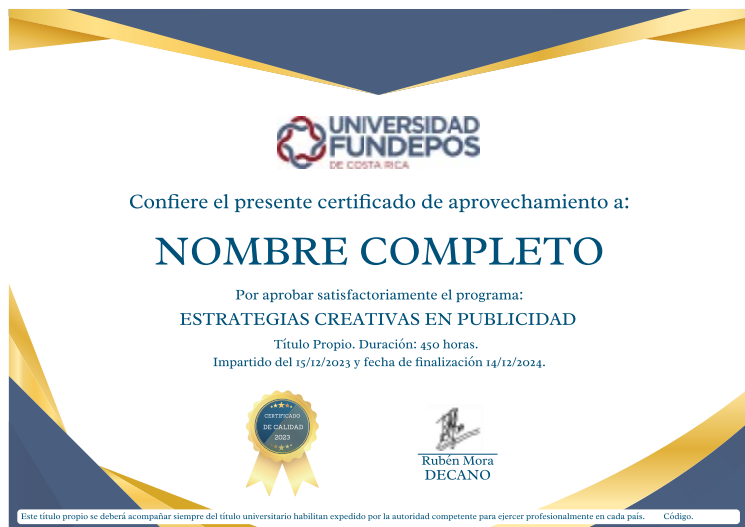 UNIVERSIDAD
FUNDEPOS
DE COSTA RICA
Confiere el presente certificado de aprovechamiento a:
NOMBRE COMPLETO
Por aprobar satisfactoriamente el programa:
ESTRATEGIAS CREATIVAS EN PUBLICIDAD
Título Propio. Duración: 450 horas.
Impartido del 15/12/2023 y fecha de finalización 14/12/2024.
CERTIFICADO
DE CALIDAD
2023
Rubén Mora
DECANO
Este título propio se deberá acompañar siempre del título universitario habilitan expedido por la autoridad competente para ejercer profesionalmente en cada país. Código.